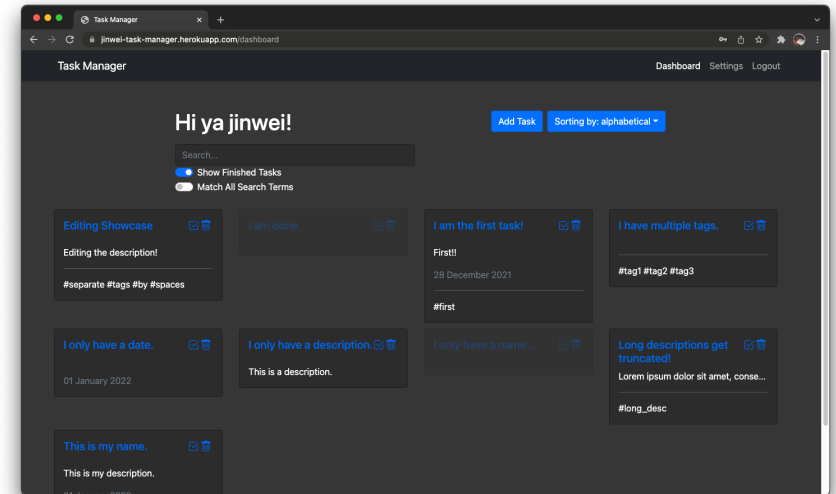 Task Manager
jinwei-task-manager.herokuapp.com/dashboard
Task Manager
Dashboard Settings Logout
Hi ya jinwei!
Add Task
Sorting by: alphabetical
Search...
Show Finished Tasks
Match All Search Terms
Editing Showcase
Editing the description!
#separate #tags #by #spaces
I am done.
I am the first task!
First!!
28 December 2021
#first
I have multiple tags.
#tag1 #tag2 #tag3
I only have a date.
01 January 2022
I only have a description.
This is a description.
I only have a name...
Long descriptions get
truncated!
Lorem ipsum dolor sit amet, conse...
#long_desc
This is my name.
This is my description.
01 January 2022